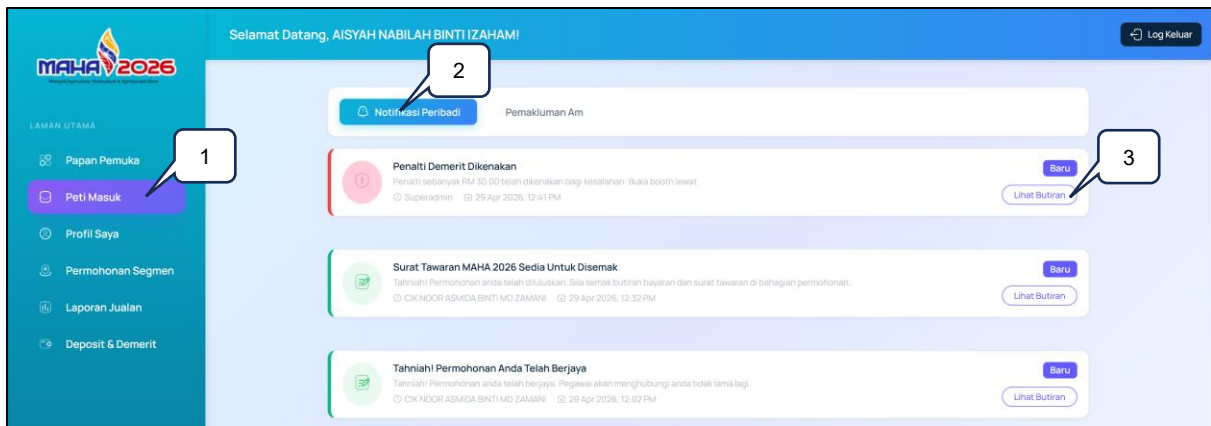 MAHA 2026
Selamat Datang, AISYAH NABILAH BINTI IZAHAM!
Log Keluar
2
Notifikasi Peribadi
Pemakluman Am
LAMAN UTAMA
Papan Pemuka
1
Peti Masuk
Profil Saya
Permohonan Segmen
Laporan Jualan
Deposit & Demerit
Penalti Demerit Dikenakan
Baru
3
Penalti sebanyak RM 30.00 telah dikenakan bagi kesalahan: Buka booth lewat
Superadmin 29 Apr 2026, 12:41 PM
Lihat Butiran
Surat Tawaran MAHA 2026 Sedia Untuk Disemak
Baru
Tahniah! Permohonan anda telah diluluskan. Sila semak butiran bayaran dan surat tawaran di bahagian permohonan.
CIK NOOR ASMIDA BINTI MD ZAMANI 29 Apr 2026, 12:32 PM
Lihat Butiran
Tahniah! Permohonan Anda Telah Berjaya
Baru
Tahniah! Permohonan anda telah berjaya. Pegawai akan menghubungi anda tidak lama lagi.
CIK NOOR ASMIDA BINTI MD ZAMANI 29 Apr 2026, 12:02 PM
Lihat Butiran